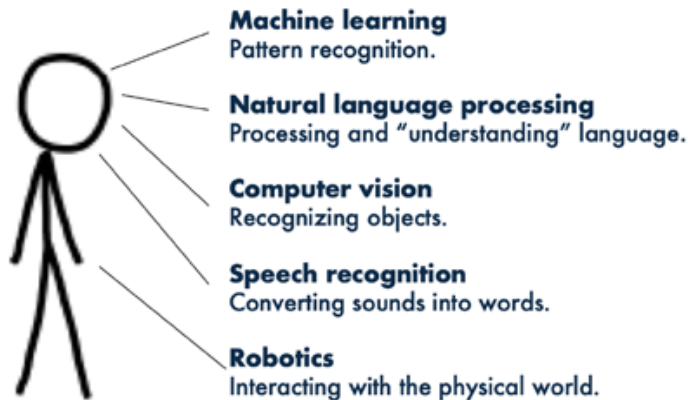 Machine learning
Pattern recognition.
Natural language processing
Processing and “understanding” language.
Computer vision
Recognizing objects.
Speech recognition
Converting sounds into words.
Robotics
Interacting with the physical world.